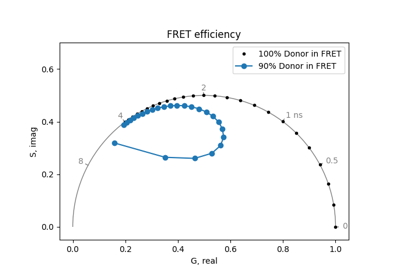 FRET efficiency
100% Donor in FRET
90% Donor in FRET
0.6
0.4
0.2
0.0
S, imag
8
4
2
1 ns
0.5
0
0.0
0.2
0.4
0.6
0.8
1.0
G, real